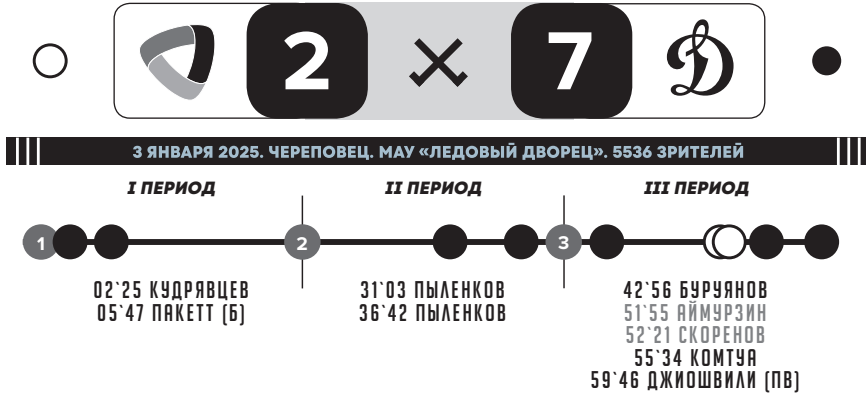 2 7
3 ЯНВАРЯ 2025. ЧЕРЕПОВЕЦ. МАУ «ЛЕДОВЫЙ ДВОРЕЦ». 5536 ЗРИТЕЛЕЙ
I ПЕРИОД
II ПЕРИОД
III ПЕРИОД
1
2
3
02`25 КУДРЯВЦЕВ
05`47 ПАКЕТТ (Б)
31`03 ПЫЛЕНКОВ
36`42 ПЫЛЕНКОВ
42`56 БУРУЯНОВ
51`55 АЙМУРЗИН
52`21 СКОРЕНОВ
55`34 КОМТУА
59`46 ДЖИОШВИЛИ (ПВ)